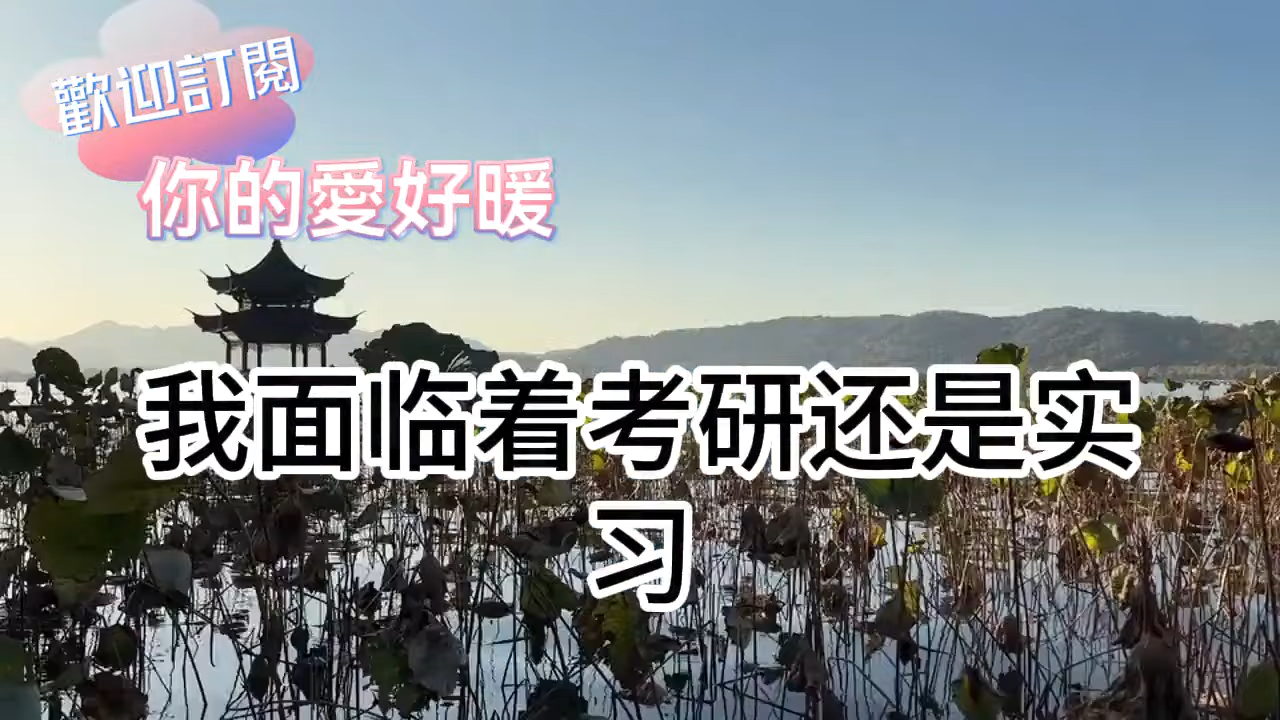 歡迎訂閱
你的愛好暖
我面临着考研还是实
习